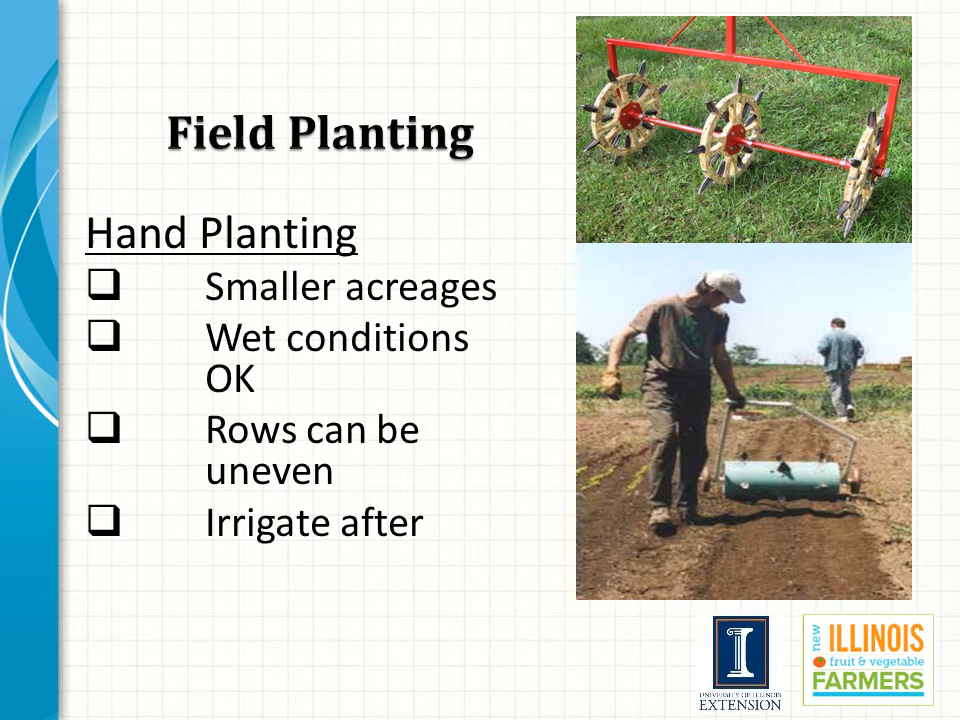 Field Planting
Hand Planting
❑ Smaller acreages
❑ Wet conditions
OK
❑ Rows can be
uneven
❑ Irrigate after
I
UNIVERSITY OF ILLINOIS
EXTENSION
new
ILLINOIS
fruit & vegetable
FARMERS